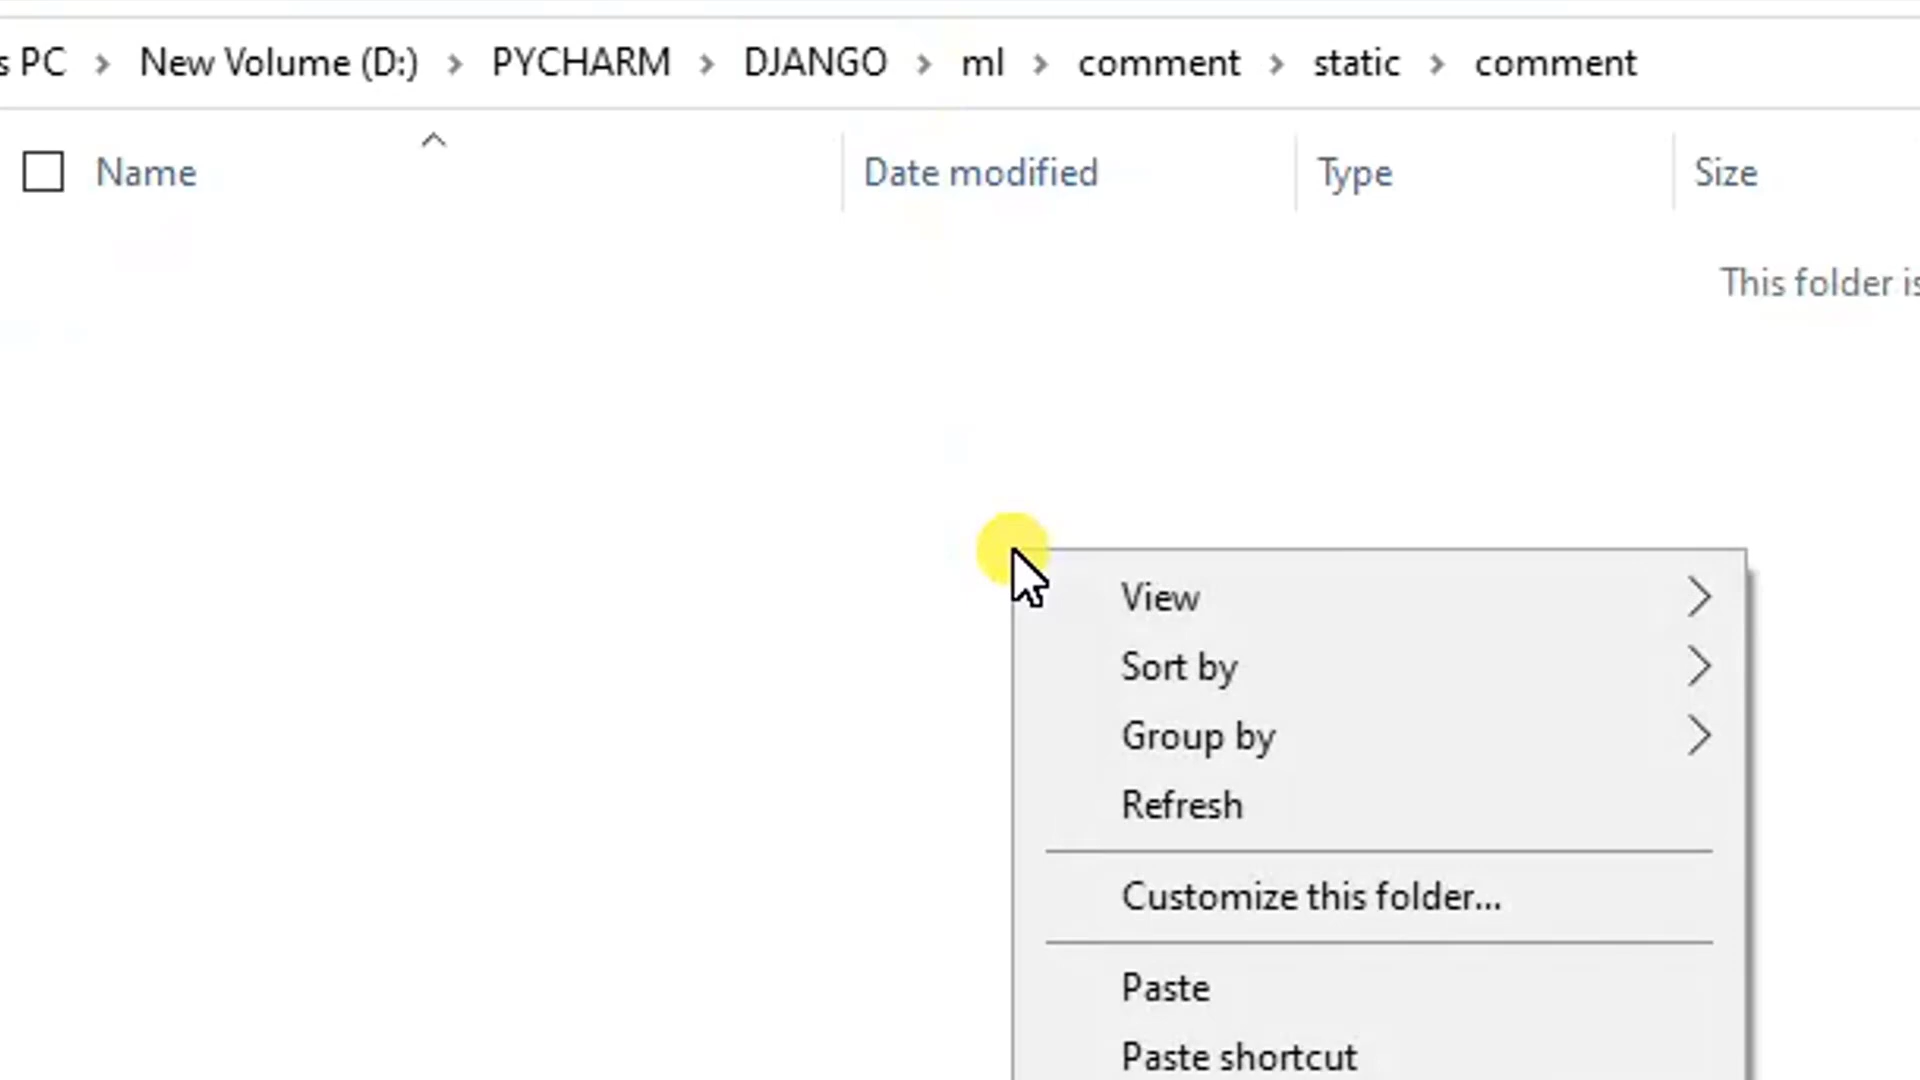 s PC › New Volume (D:) › PYCHARM › DJANGO › ml › comment › static › comment
Name Date modified Type Size
This folder is
View
Sort by
Group by
Refresh
Customize this folder...
Paste
Paste shortcut